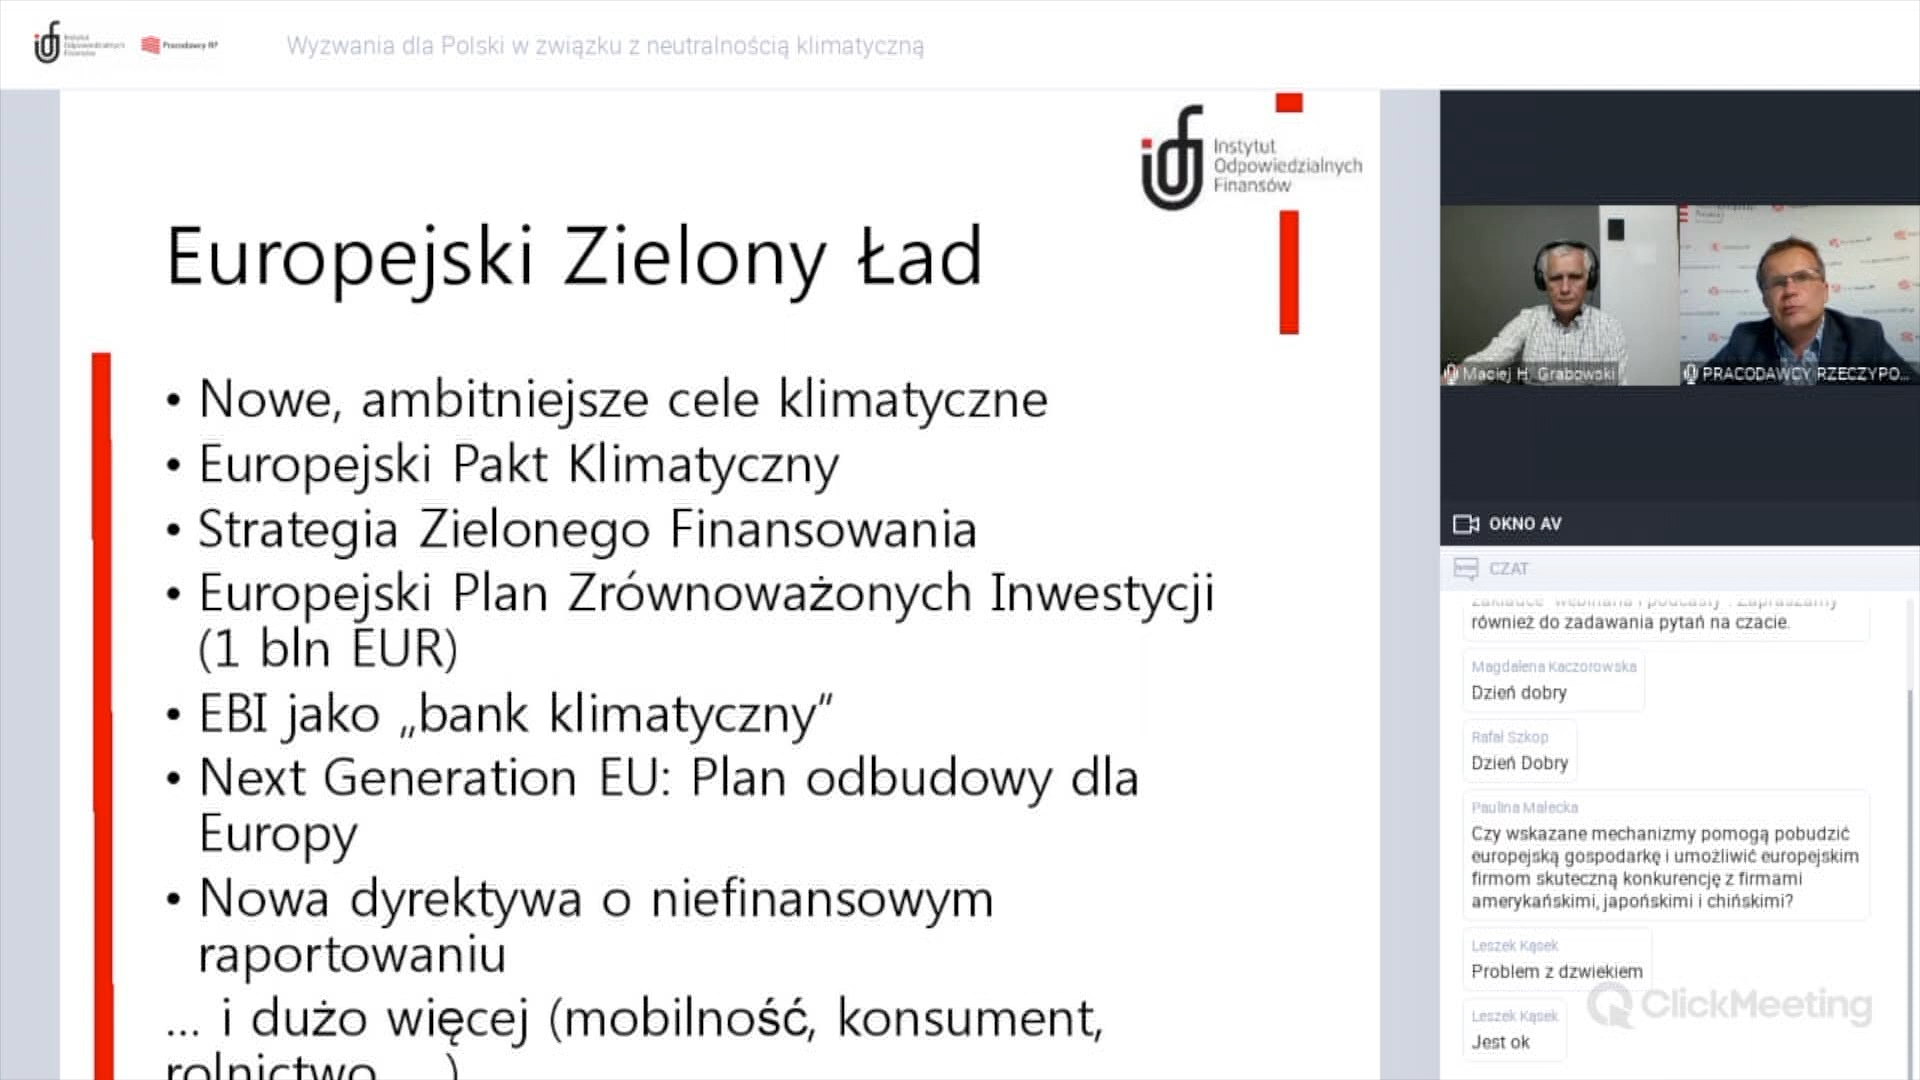 Instytut
Odpowiedzialnych
Finansów
Pracodawcy RP
Wyzwania dla Polski w związku z neutralnością klimatyczną
Instytut
Odpowiedzialnych
Finansów
Europejski Zielony Ład
• Nowe, ambitniejsze cele klimatyczne
• Europejski Pakt Klimatyczny
• Strategia Zielonego Finansowania
• Europejski Plan Zrównoważonych Inwestycji
(1 bln EUR)
• EBI jako „bank klimatyczny”
• Next Generation EU: Plan odbudowy dla
Europy
• Nowa dyrektywa o niefinansowym
raportowaniu
... i dużo więcej (mobilność, konsument,
rolnictwo, ...)
Maciej H. Grabowski
PRACODAWCY RZECZYPO...
OKNO AV
CZAT
zakładce "webinaria i podcasty". Zapraszamy
również do zadawania pytań na czacie.
Magdalena Kaczorowska
Dzień dobry
Rafał Szkop
Dzień Dobry
Paulina Małecka
Czy wskazane mechanizmy pomogą pobudzić
europejską gospodarkę i umożliwić europejskim
firmom skuteczną konkurencję z firmami
amerykańskimi, japońskimi i chińskimi?
Leszek Kąsek
Problem z dzwiekiem
ClickMeeting
Leszek Kąsek
Jest ok